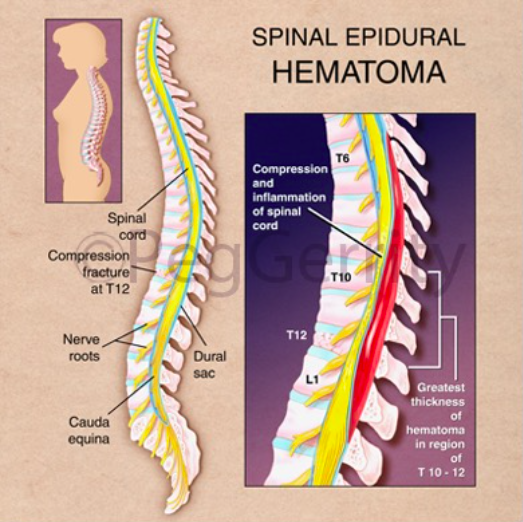 SPINAL EPIDURAL
HEMATOMA
Spinal
cord
Compression
fracture
at T12
Nerve
roots
Dural
sac
Cauda
equina
T6
Compression
and
inflammation
of spinal
cord
T10
T12
L1
Greatest
thickness
of
hematoma
in region
of
T 10 - 12
©PegGerrity